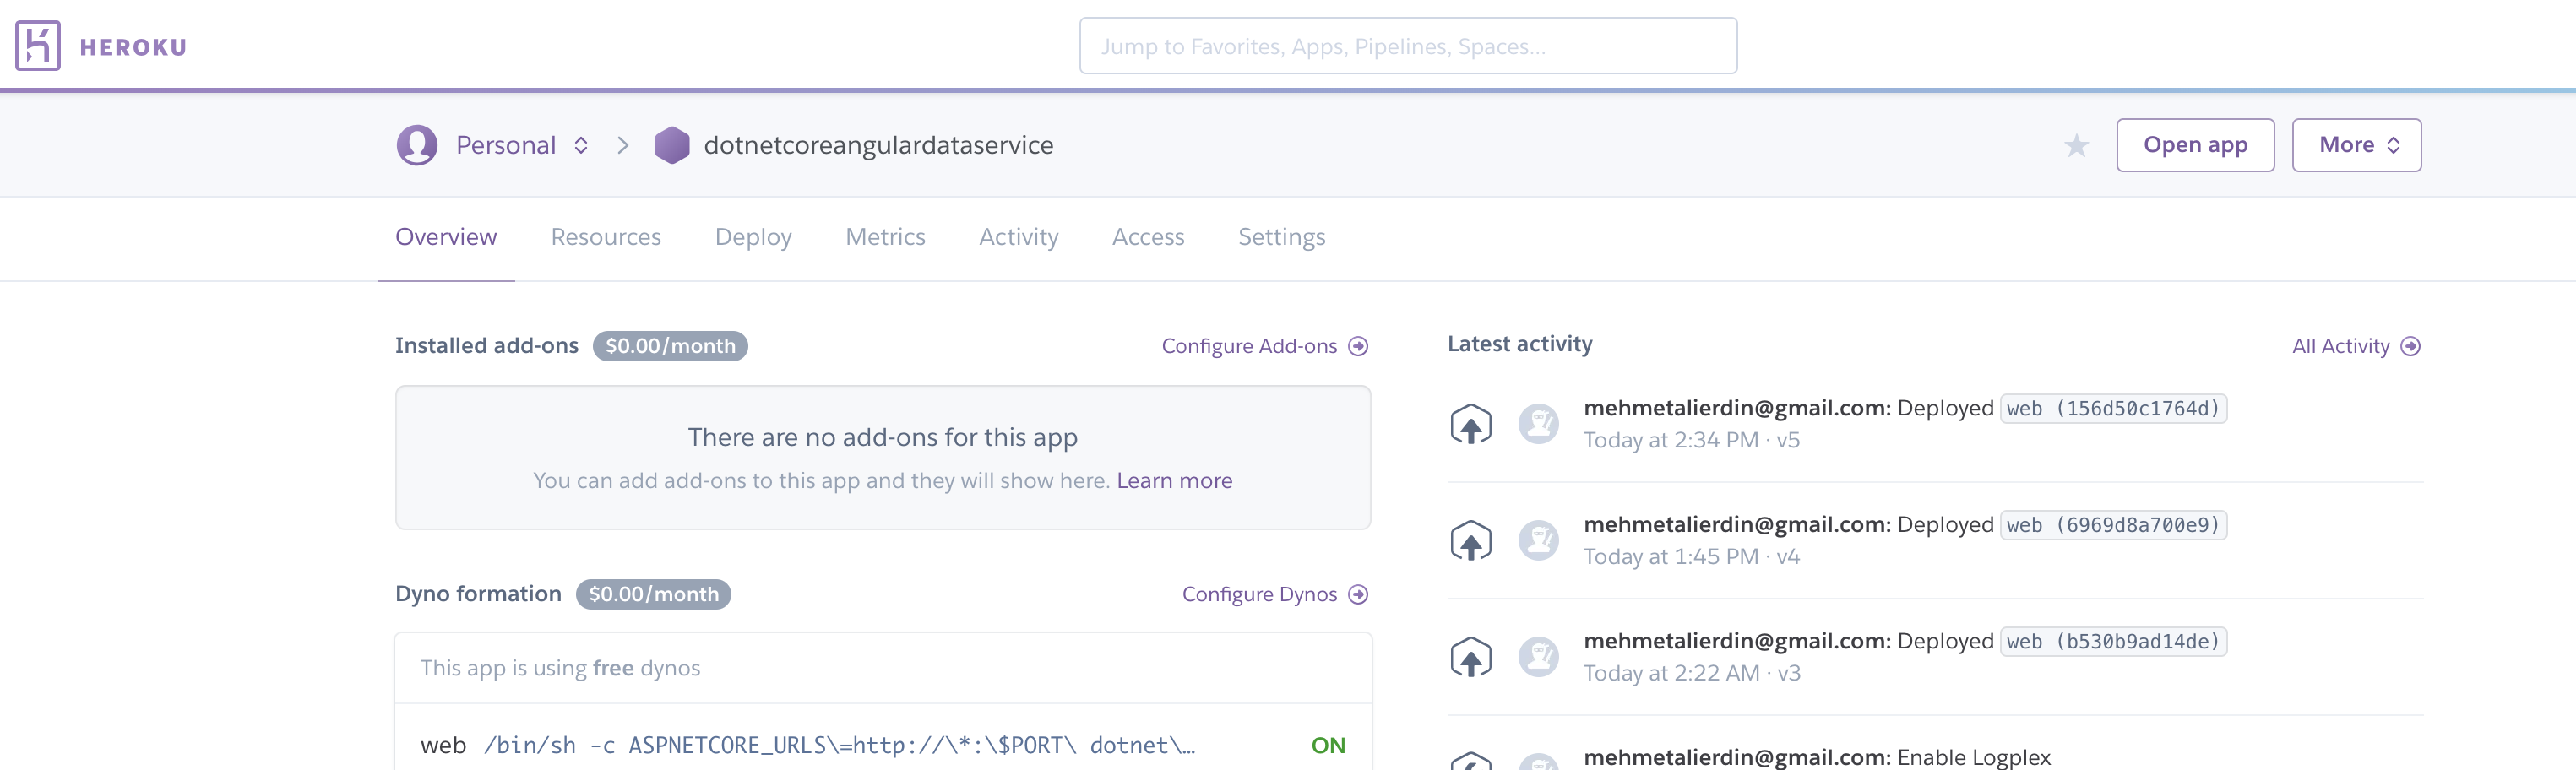 HEROKU
Jump to Favorites, Apps, Pipelines, Spaces...
Personal
dotnetcoreangulardataservice
Open app
More
Overview
Resources
Deploy
Metrics
Activity
Access
Settings
Installed add-ons
$0.00/month
Configure Add-ons
There are no add-ons for this app
You can add add-ons to this app and they will show here. Learn more
Dyno formation
$0.00/month
Configure Dynos
This app is using free dynos
web /bin/sh -c ASPNETCORE_URLS\=http://\*:\$PORT\ dotnet\…
ON
Latest activity
All Activity
mehmetalierdin@gmail.com: Deployed web (156d50c1764d)
Today at 2:34 PM · v5
mehmetalierdin@gmail.com: Deployed web (6969d8a700e9)
Today at 1:45 PM · v4
mehmetalierdin@gmail.com: Deployed web (b530b9ad14de)
Today at 2:22 AM · v3
mehmetalierdin@gmail.com: Enable Logplex